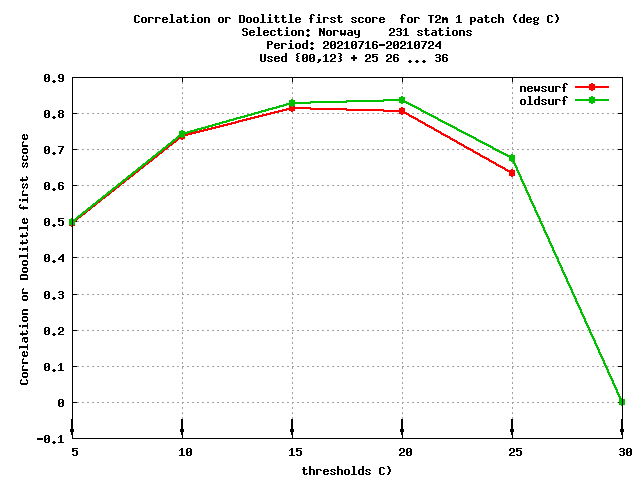 Correlation or Doolittle first score  for T2m 1 patch (deg C)
Selection: Norway    231 stations
Period: 20210716-20210724
Used {00,12} + 25 26 ... 36
newsurf
oldsurf
Correlation or Doolittle first score
0.9
0.8
0.7
0.6
0.5
0.4
0.3
0.2
0.1
0
-0.1
5 10 15 20 25 30
thresholds C)